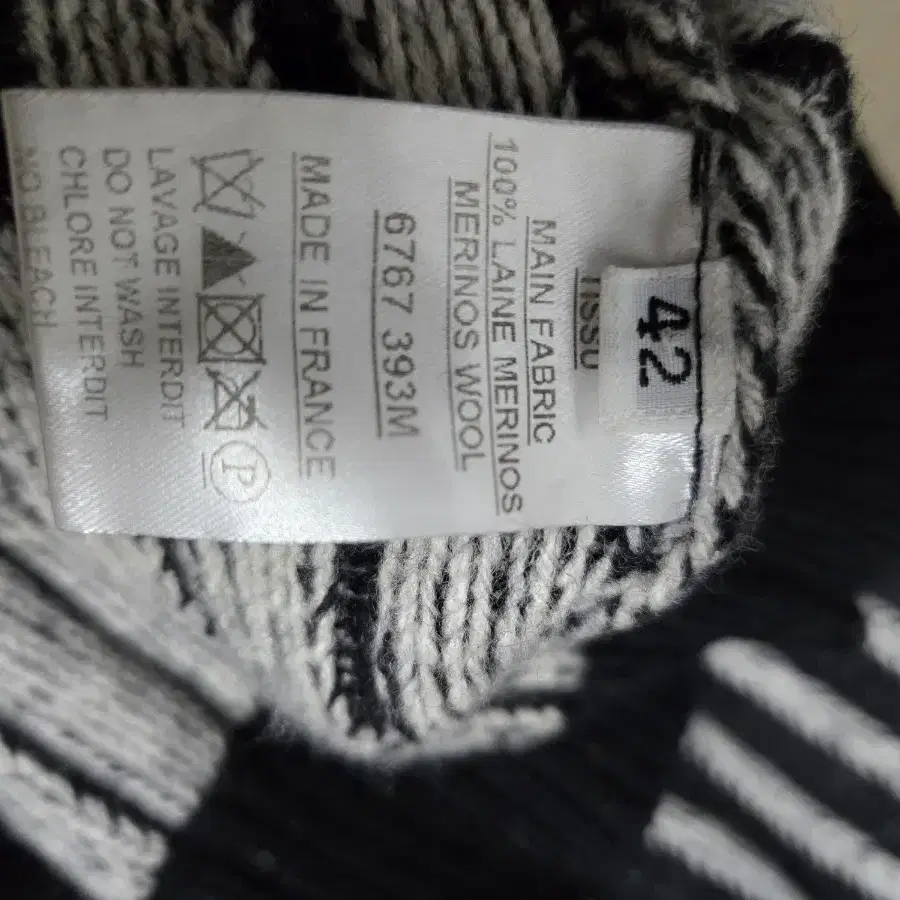 42
TISSU
MAIN FABRIC
100% LAINE MERINOS
MERINOS WOOL
6767 393M
MADE IN FRANCE
P
LAVAGE INTERDIT
DO NOT WASH
CHLORE INTERDIT
NO BLEACH